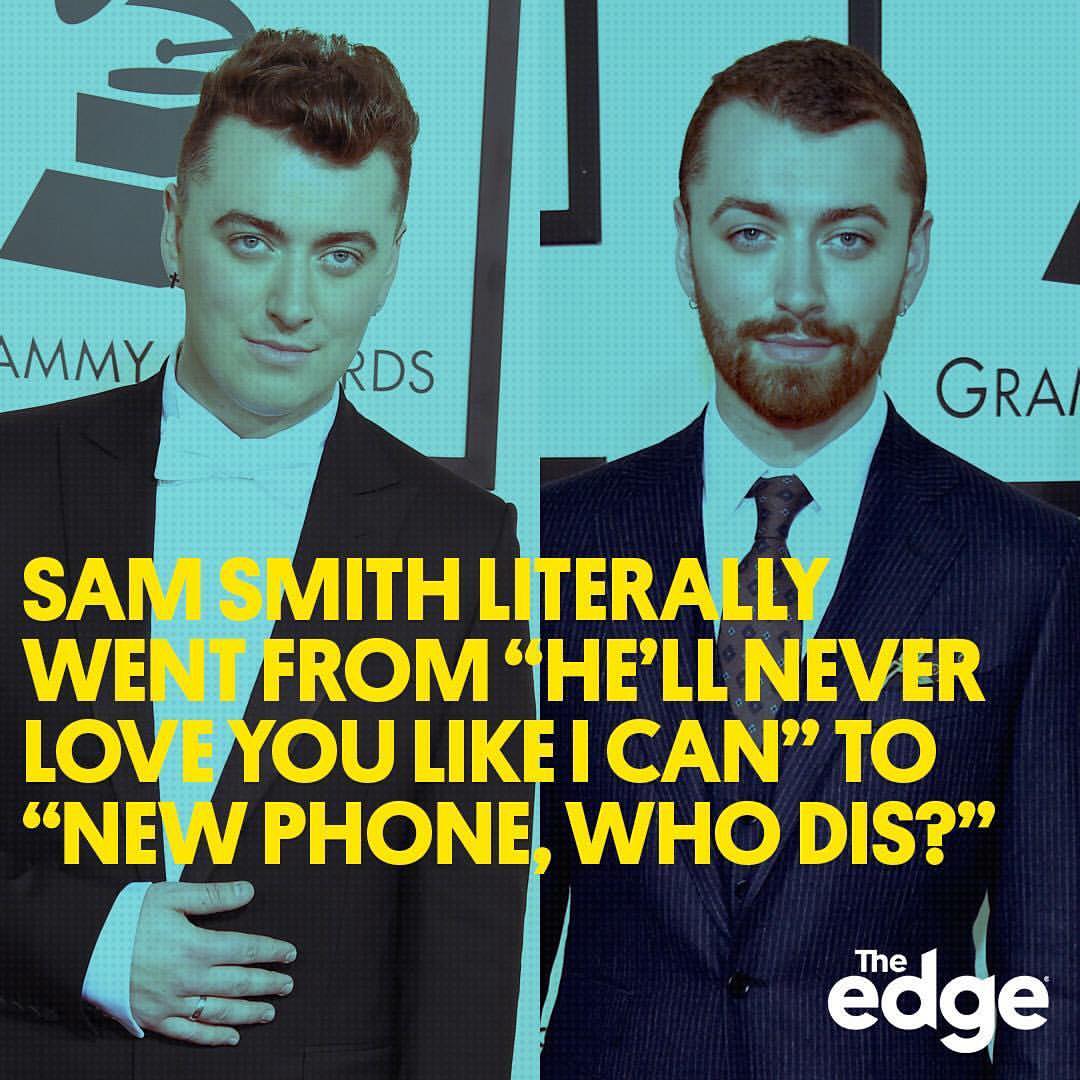 AMMY
RDS
GRA
SAM SMITH LITERALLY
WENT FROM “HE’LL NEVER
LOVE YOU LIKE I CAN” TO
“NEW PHONE, WHO DIS?”
The
edge